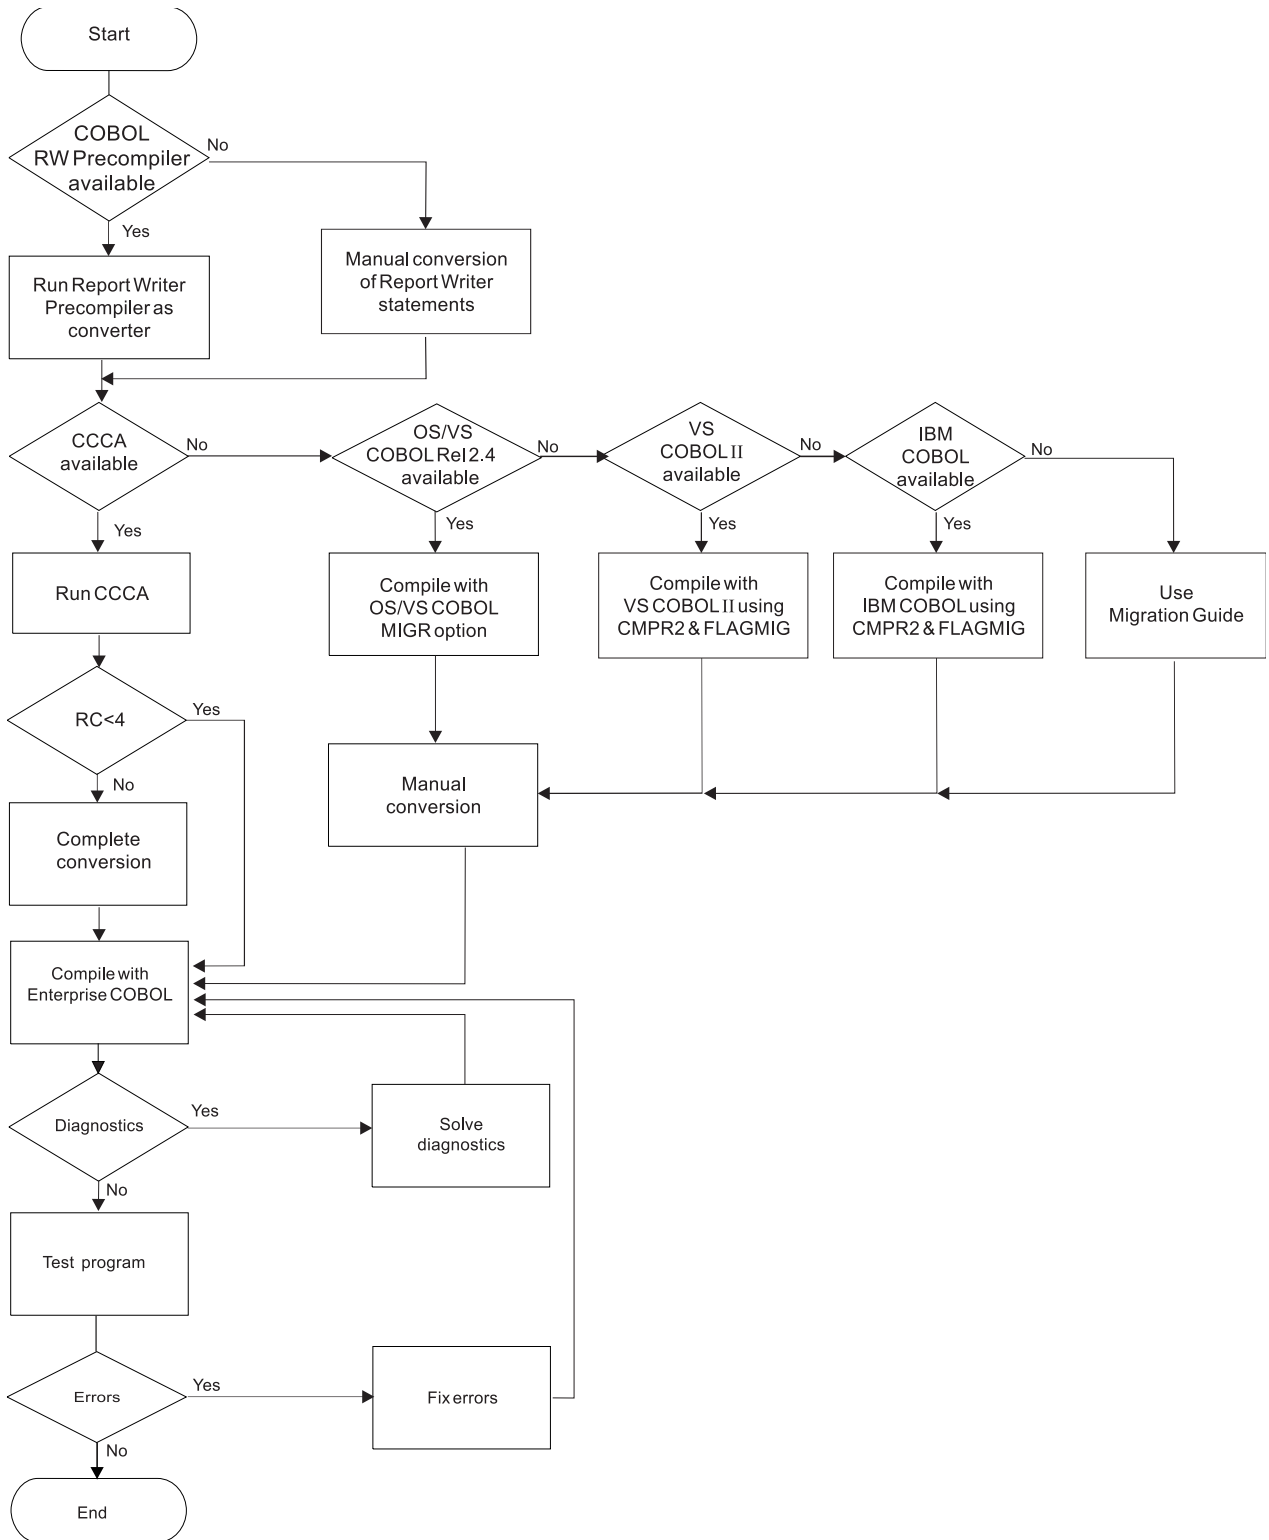 Start
COBOL
RW Precompiler
available
No
Yes
Run Report Writer
Precompiler as
converter
Manual conversion
of Report Writer
statements
CCCA
available
No
OS/VS
COBOL Rel 2.4
available
No
VS
COBOL II
available
No
IBM
COBOL
available
No
Yes
Yes
Yes
Yes
Run CCCA
Compile with
OS/VS COBOL
MIGR option
Compile with
VS COBOL II using
CMPR2 & FLAGMIG
Compile with
IBM COBOL using
CMPR2 & FLAGMIG
Use
Migration Guide
RC<4
Yes
No
Manual
conversion
Complete
conversion
Compile with
Enterprise COBOL
Diagnostics
Yes
Solve
diagnostics
No
Test program
Errors
Yes
Fix errors
No
End